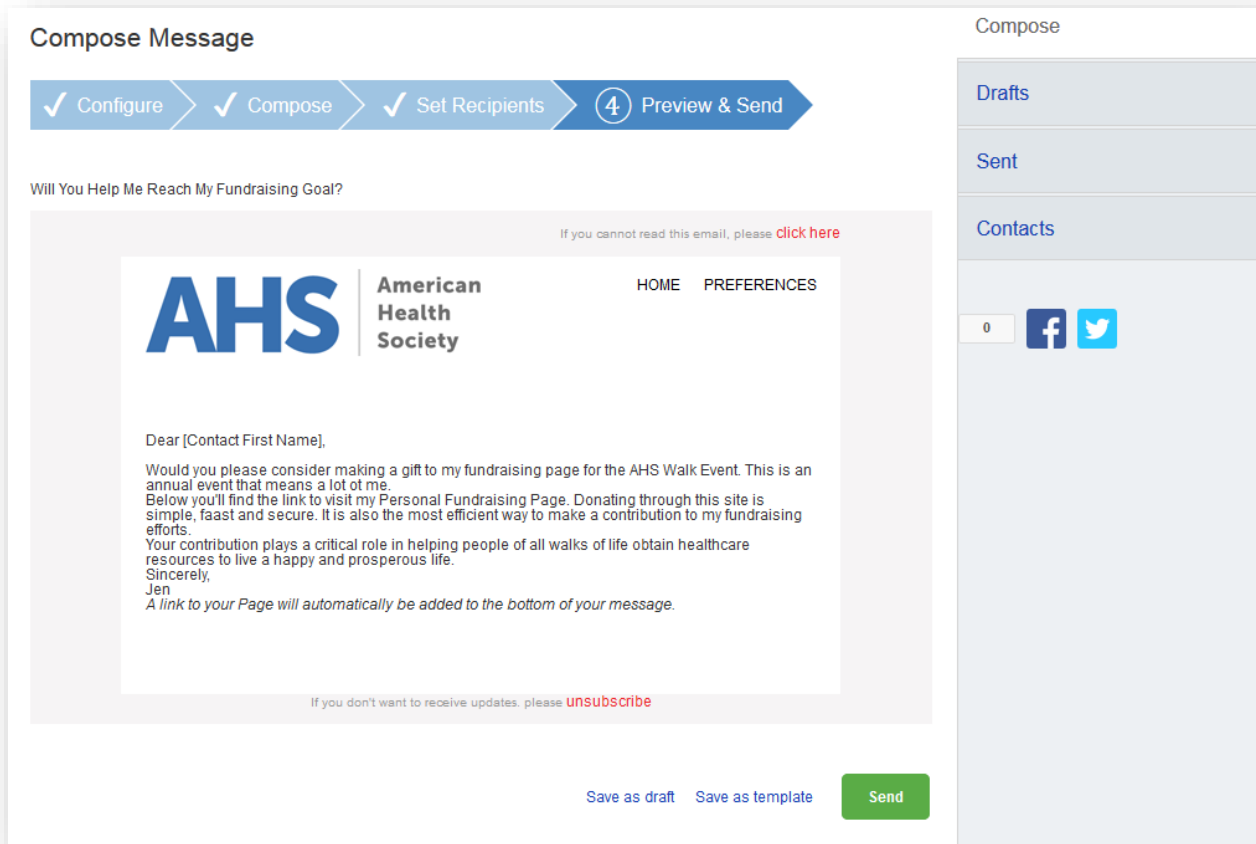 Compose Message
Configure
Compose
Set Recipients
4 Preview & Send
Will You Help Me Reach My Fundraising Goal?
If you cannot read this email, please click here
AHS
American
Health
Society
HOME PREFERENCES
Dear [Contact First Name],
Would you please consider making a gift to my fundraising page for the AHS Walk Event. This is an
annual event that means a lot ot me.
Below you'll find the link to visit my Personal Fundraising Page. Donating through this site is
simple, faast and secure. It is also the most efficient way to make a contribution to my fundraising
efforts.
Your contribution plays a critical role in helping people of all walks of life obtain healthcare
resources to live a happy and prosperous life.
Sincerely,
Jen
A link to your Page will automatically be added to the bottom of your message.
If you don't want to receive updates. please unsubscribe
Save as draft Save as template Send
Compose
Drafts
Sent
Contacts
0